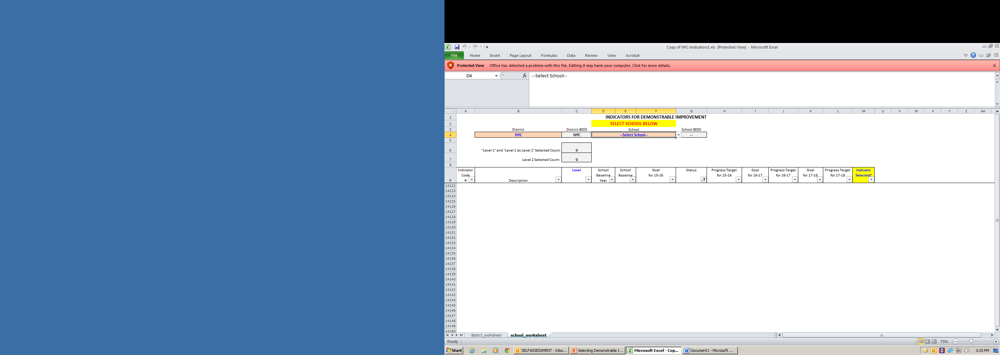 Copy of NYC-Indicators1.xls [Protected View] - Microsoft Excel
File Home Insert Page Layout Formulas Data Review View Acrobat
Protected View Office has detected a problem with this file. Editing it may harm your computer. Click for more details.
D4 fx --Select School--
A B C D E F G H I J K L M U V W X Y Z AA
1 INDICATORS FOR DEMONSTRABLE IMPROVEMENT
2 SELECT SCHOOL BELOW
3 District District BEDS School School BEDS
4 NYC NYC --Select School-- --
5
6 "Level 1" and "Level 2 as Level 1" Selected Count: 0
7 Level 2 Selected Count: 0
8
Indicator Level School School Goal Status Progress Target Goal Progress Target Goal Progress Target Indicator
Code Baseline Baseline for 15-16 for 15-16 for 16-17 for 16-17 for 17-18 for 17-18 Selected?
9 # Description Year
14122
14123
14124
14125
14126
14127
14128
14129
14130
14131
14132
14133
14134
14135
14136
14137
14138
14139
14140
14141
14142
14143
14144
14145
14146
14147
14148
14149
14150
district_worksheet school_worksheet
Ready 75%
Start SELFASSESSMENT - Inbo... Selecting Demonstrable I... Microsoft Excel - Cop... Document1 - Microsoft ... 3:25 PM